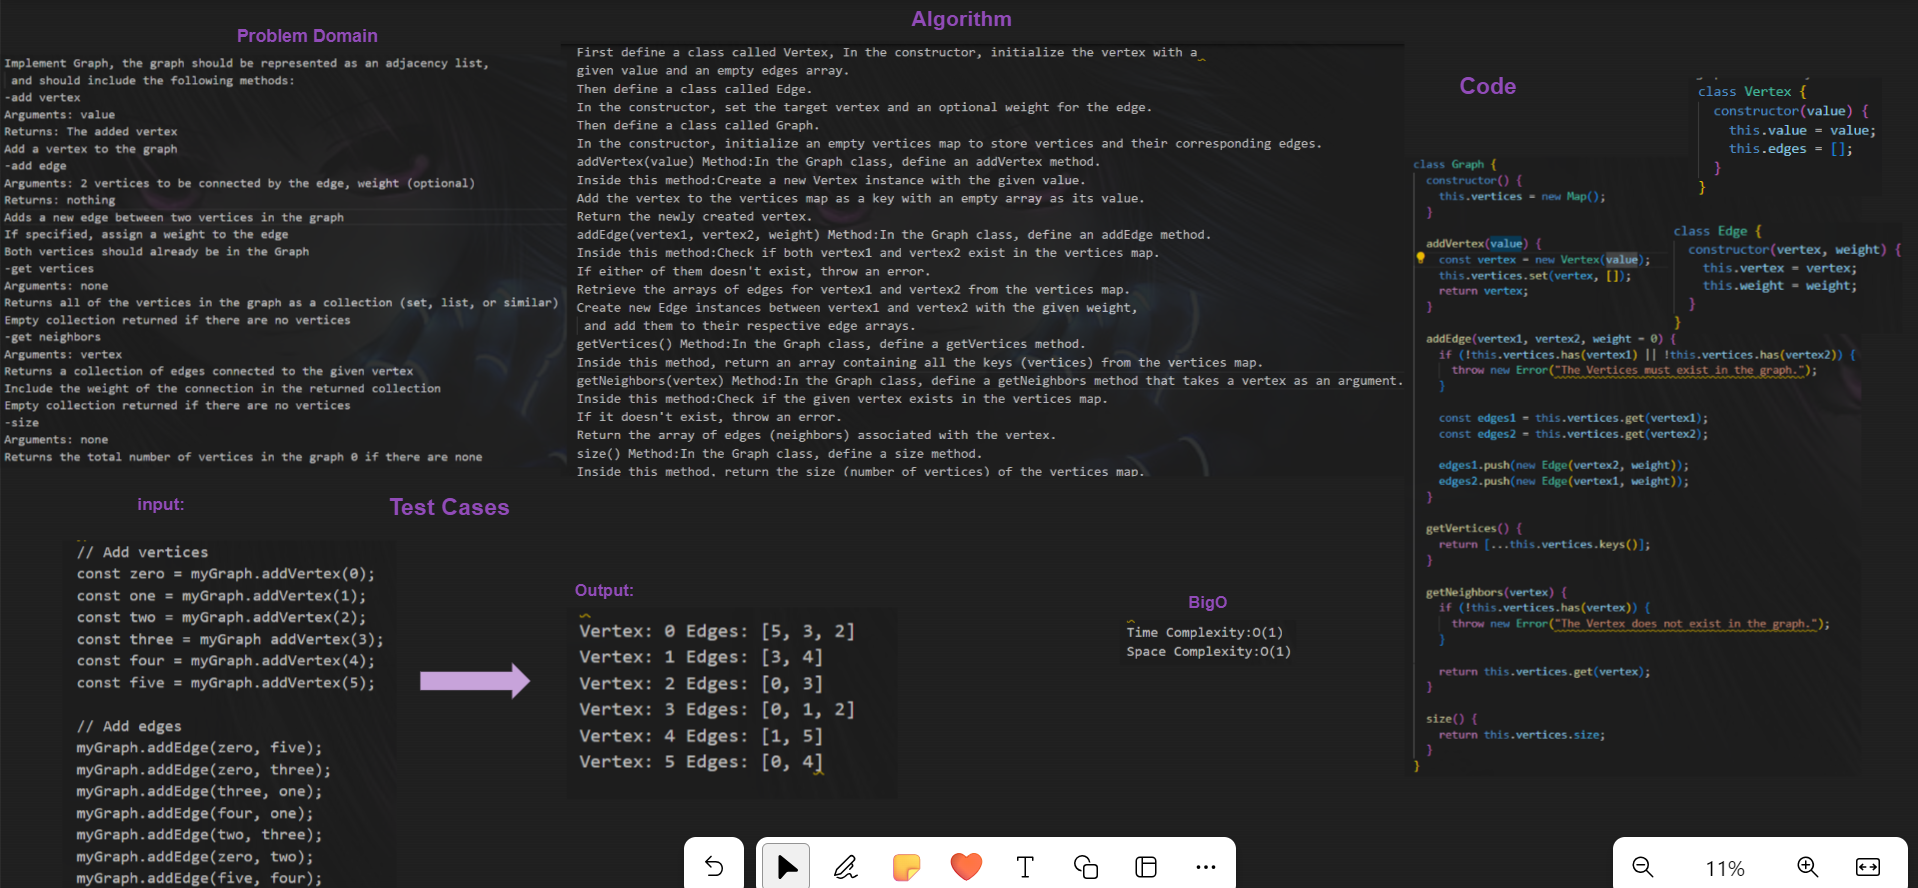 Problem Domain
Implement Graph, the graph should be represented as an adjacency list,
and should include the following methods:
-add vertex
Arguments: value
Returns: The added vertex
Add a vertex to the graph
-add edge
Arguments: 2 vertices to be connected by the edge, weight (optional)
Returns: nothing
Adds a new edge between two vertices in the graph
If specified, assign a weight to the edge
Both vertices should already be in the Graph
-get vertices
Arguments: none
Returns all of the vertices in the graph as a collection (set, list, or similar)
Empty collection returned if there are no vertices
-get neighbors
Arguments: vertex
Returns a collection of edges connected to the given vertex
Include the weight of the connection in the returned collection
Empty collection returned if there are no vertices
-size
Arguments: none
Returns the total number of vertices in the graph 0 if there are none
Algorithm
First define a class called Vertex, In the constructor, initialize the vertex with a
given value and an empty edges array.
Then define a class called Edge.
In the constructor, set the target vertex and an optional weight for the edge.
Then define a class called Graph.
In the constructor, initialize an empty vertices map to store vertices and their corresponding edges.
addVertex(value) Method:In the Graph class, define an addVertex method.
Inside this method:Create a new Vertex instance with the given value.
Add the vertex to the vertices map as a key with an empty array as its value.
Return the newly created vertex.
addEdge(vertex1, vertex2, weight) Method:In the Graph class, define an addEdge method.
Inside this method:Check if both vertex1 and vertex2 exist in the vertices map.
If either of them doesn't exist, throw an error.
Retrieve the arrays of edges for vertex1 and vertex2 from the vertices map.
Create new Edge instances between vertex1 and vertex2 with the given weight,
and add them to their respective edge arrays.
getVertices() Method:In the Graph class, define a getVertices method.
Inside this method, return an array containing all the keys (vertices) from the vertices map.
getNeighbors(vertex) Method:In the Graph class, define a getNeighbors method that takes a vertex as an argument.
Inside this method:Check if the given vertex exists in the vertices map.
If it doesn't exist, throw an error.
Return the array of edges (neighbors) associated with the vertex.
size() Method:In the Graph class, define a size method.
Inside this method, return the size (number of vertices) of the vertices map.
Code
class Vertex {
constructor(value) {
this.value = value;
this.edges = [];
}
}
class Edge {
constructor(vertex, weight) {
this.vertex = vertex;
this.weight = weight;
}
}
class Graph {
constructor() {
this.vertices = new Map();
}
addVertex(value) {
const vertex = new Vertex(value);
this.vertices.set(vertex, []);
return vertex;
}
addEdge(vertex1, vertex2, weight = 0) {
if (!this.vertices.has(vertex1) || !this.vertices.has(vertex2)) {
throw new Error("The Vertices must exist in the graph.");
}
const edges1 = this.vertices.get(vertex1);
const edges2 = this.vertices.get(vertex2);
edges1.push(new Edge(vertex2, weight));
edges2.push(new Edge(vertex1, weight));
}
getVertices() {
return [...this.vertices.keys()];
}
getNeighbors(vertex) {
if (!this.vertices.has(vertex)) {
throw new Error("The Vertex does not exist in the graph.");
}
return this.vertices.get(vertex);
}
size() {
return this.vertices.size;
}
}
Test Cases
input:
// Add vertices
const zero = myGraph.addVertex(0);
const one = myGraph.addVertex(1);
const two = myGraph.addVertex(2);
const three = myGraph addVertex(3);
const four = myGraph.addVertex(4);
const five = myGraph.addVertex(5);
// Add edges
myGraph.addEdge(zero, five);
myGraph.addEdge(zero, three);
myGraph.addEdge(three, one);
myGraph.addEdge(four, one);
myGraph.addEdge(two, three);
myGraph.addEdge(zero, two);
myGraph.addEdge(five, four);
Output:
Vertex: 0 Edges: [5, 3, 2]
Vertex: 1 Edges: [3, 4]
Vertex: 2 Edges: [0, 3]
Vertex: 3 Edges: [0, 1, 2]
Vertex: 4 Edges: [1, 5]
Vertex: 5 Edges: [0, 4]
BigO
Time Complexity:O(1)
Space Complexity:O(1)
T
11%